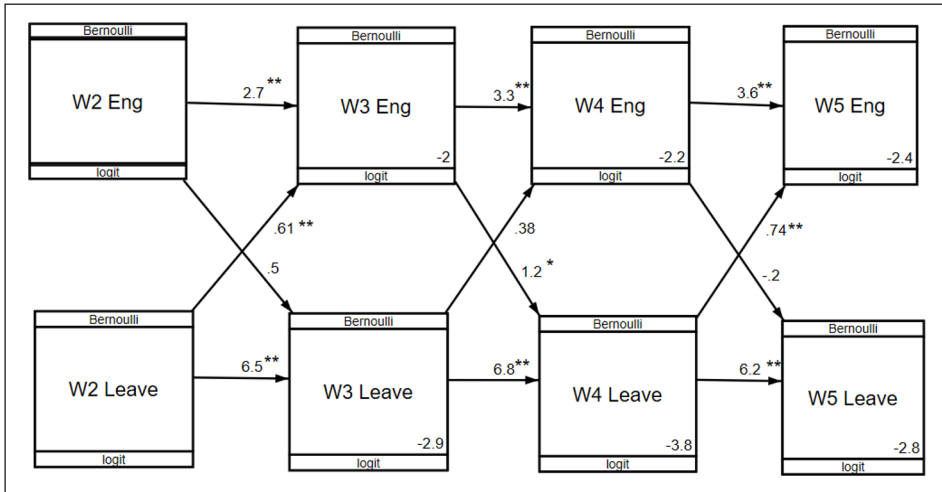 Bernoulli
Bernoulli
Bernoulli
Bernoulli
W2 Eng
2.7**
W3 Eng
3.3**
W4 Eng
3.6**
W5 Eng
-2
-2.2
-2.4
logit
logit
logit
logit
.61**
.5
.38
1.2*
.74**
-.2
Bernoulli
Bernoulli
Bernoulli
Bernoulli
W2 Leave
6.5**
W3 Leave
6.8**
W4 Leave
6.2**
W5 Leave
-2.9
-3.8
-2.8
logit
logit
logit
logit